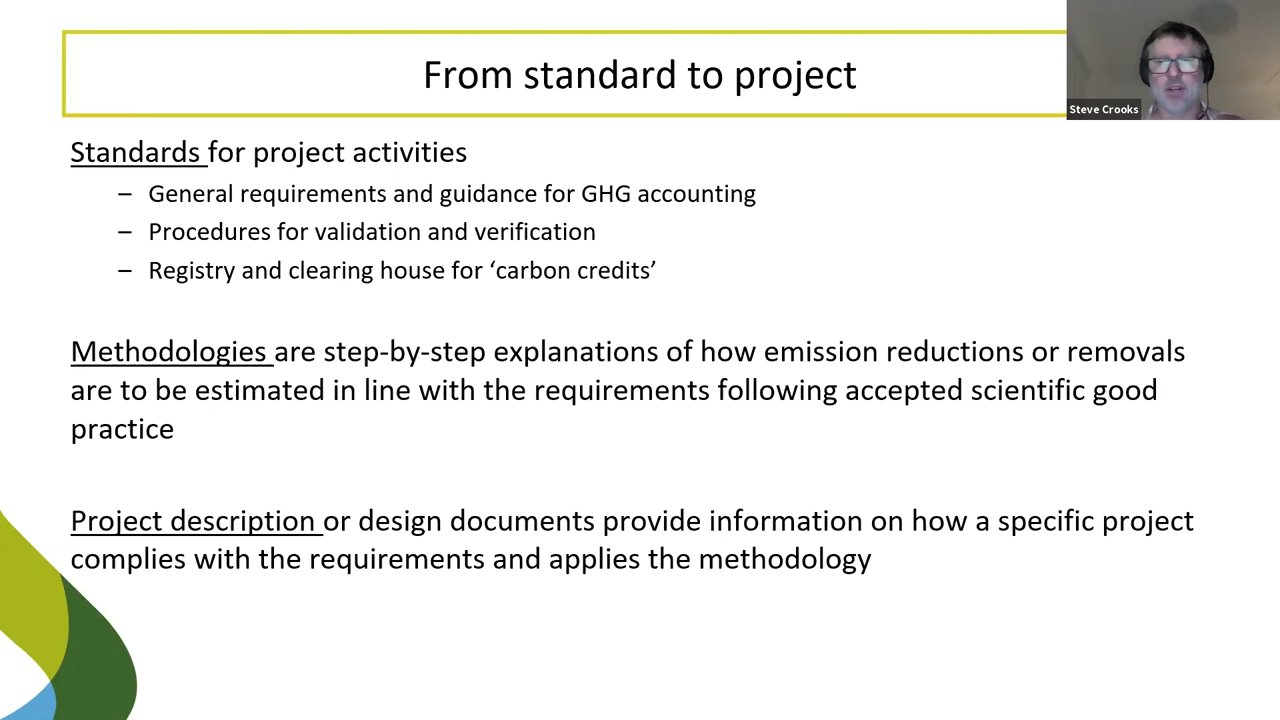 From standard to project
Steve Crooks
Standards for project activities
– General requirements and guidance for GHG accounting
– Procedures for validation and verification
– Registry and clearing house for ‘carbon credits’
Methodologies are step-by-step explanations of how emission reductions or removals
are to be estimated in line with the requirements following accepted scientific good
practice
Project description or design documents provide information on how a specific project
complies with the requirements and applies the methodology